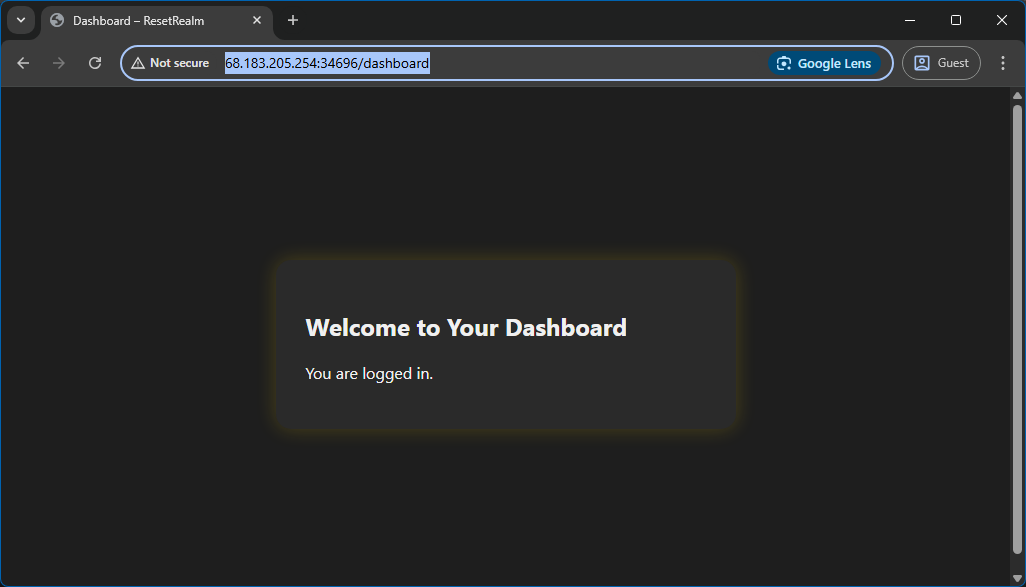 Dashboard – ResetRealm
Not secure 68.183.205.254:34696/dashboard Google Lens Guest
Welcome to Your Dashboard
You are logged in.